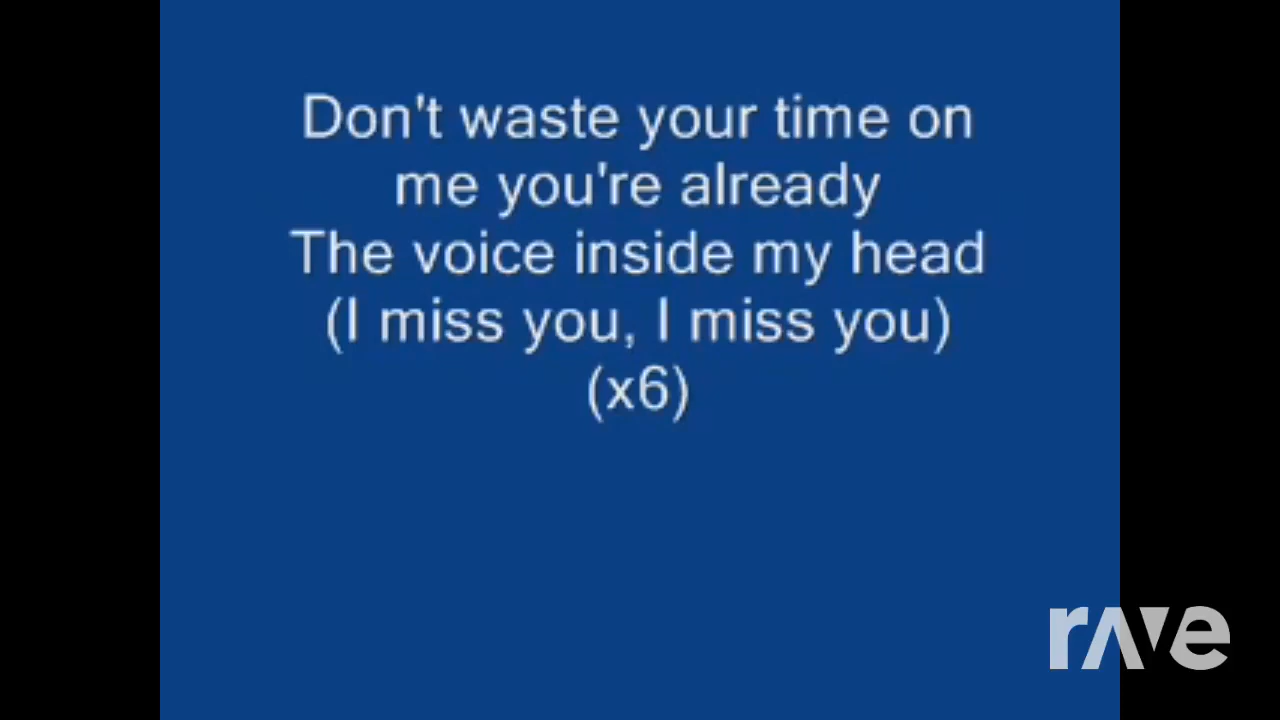 Don't waste your time on
me you're already
The voice inside my head
(I miss you, I miss you)
(x6)
rave